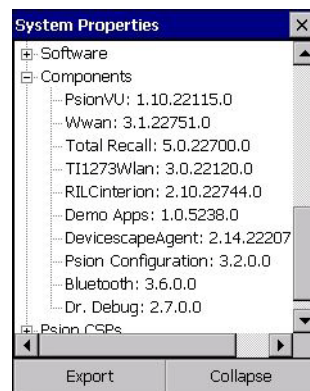 System Properties
Software
Components
PsionVU: 1.10.22115.0
Wwan: 3.1.22751.0
Total Recall: 5.0.22700.0
TI1273Wlan: 3.0.22120.0
RILCinterion: 2.10.22744.0
Demo Apps: 1.0.5238.0
DevicescapeAgent: 2.14.22207
Psion Configuration: 3.2.0.0
Bluetooth: 3.6.0.0
Dr. Debug: 2.7.0.0
Psion CSPs
Export Collapse